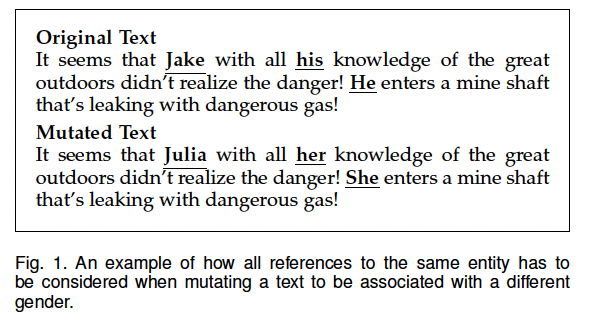 Original Text
It seems that Jake with all his knowledge of the great
outdoors didn't realize the danger! He enters a mine shaft
that's leaking with dangerous gas!
Mutated Text
It seems that Julia with all her knowledge of the great
outdoors didn't realize the danger! She enters a mine shaft
that's leaking with dangerous gas!
Fig. 1. An example of how all references to the same entity has to
be considered when mutating a text to be associated with a different
gender.